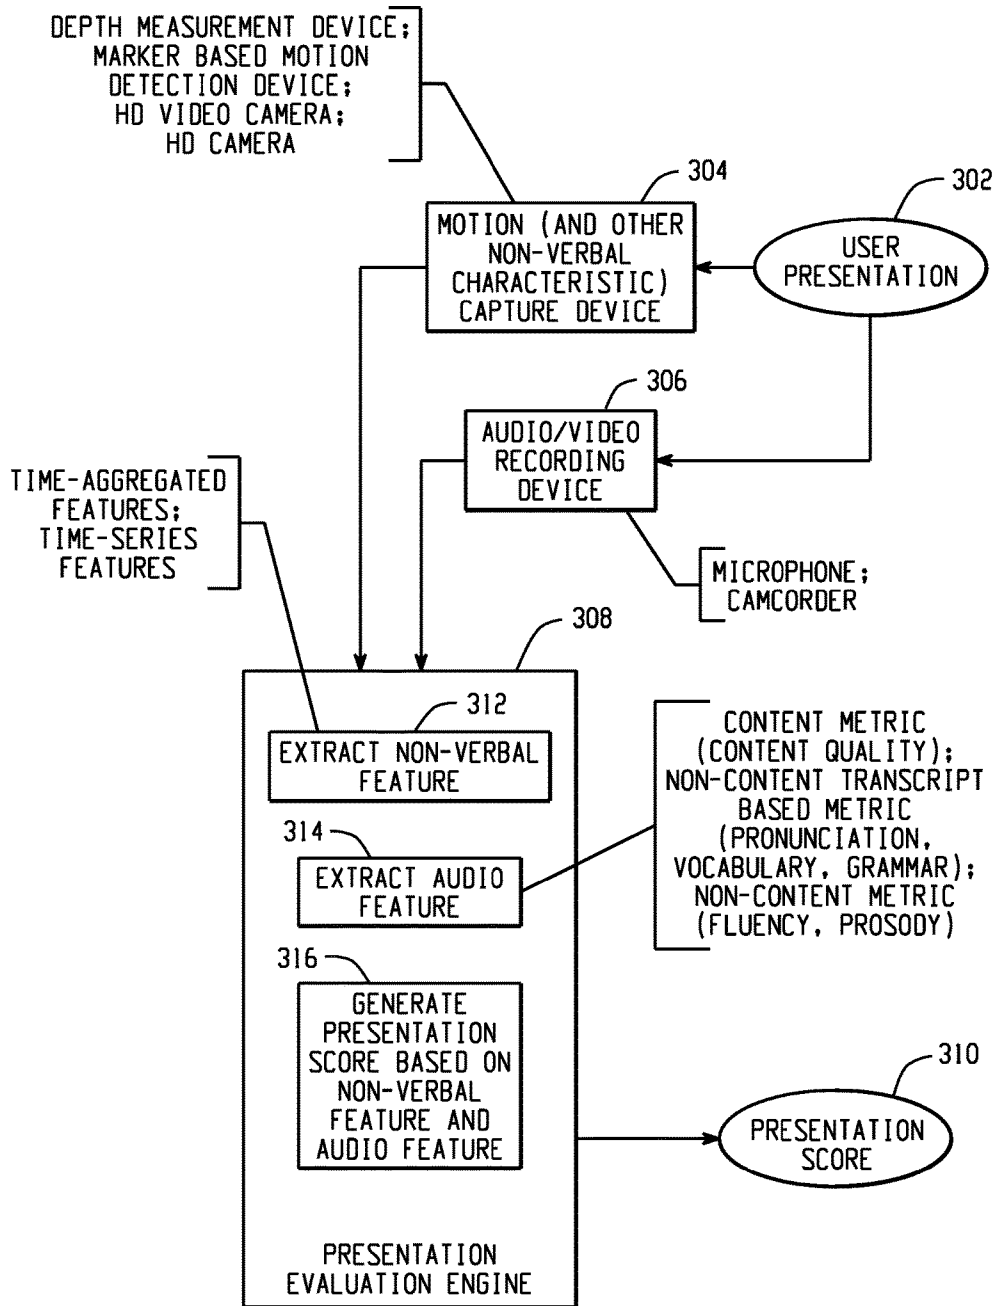 DEPTH MEASUREMENT DEVICE;
MARKER BASED MOTION
DETECTION DEVICE;
HD VIDEO CAMERA;
HD CAMERA
304
302
MOTION (AND OTHER
NON-VERBAL
CHARACTERISTIC)
CAPTURE DEVICE
USER
PRESENTATION
306
AUDIO/VIDEO
RECORDING
DEVICE
TIME-AGGREGATED
FEATURES;
TIME-SERIES
FEATURES
MICROPHONE;
CAMCORDER
308
312
EXTRACT NON-VERBAL
FEATURE
314
EXTRACT AUDIO
FEATURE
CONTENT METRIC
(CONTENT QUALITY);
NON-CONTENT TRANSCRIPT
BASED METRIC
(PRONUNCIATION,
VOCABULARY, GRAMMAR);
NON-CONTENT METRIC
(FLUENCY, PROSODY)
316
GENERATE
PRESENTATION
SCORE BASED ON
NON-VERBAL
FEATURE AND
AUDIO FEATURE
310
PRESENTATION
SCORE
PRESENTATION
EVALUATION ENGINE